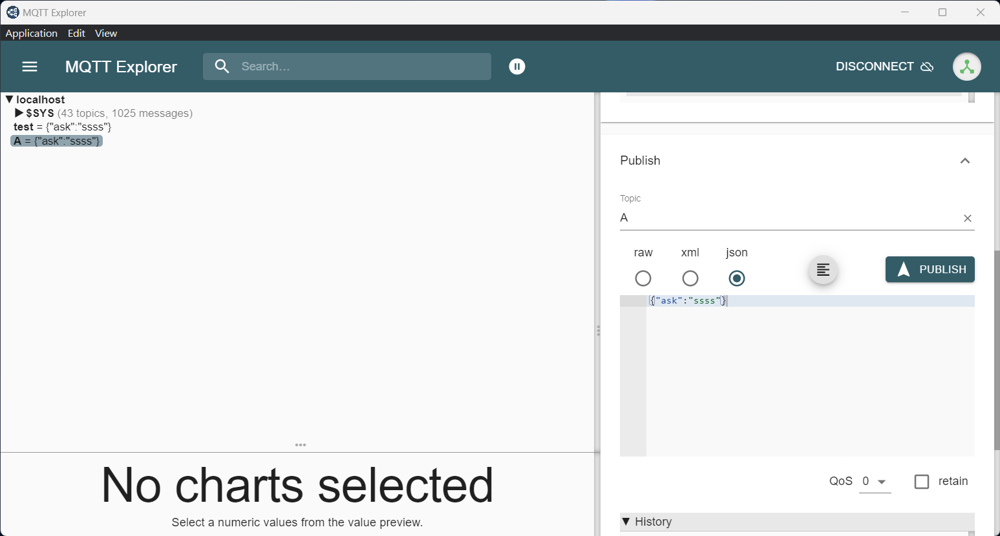 MQTT Explorer
Application Edit View
MQTT Explorer
Search...
DISCONNECT
▼ localhost
▶ $SYS (43 topics, 1025 messages)
test = {"ask":"ssss"}
A = {"ask":"ssss"}
No charts selected
Select a numeric values from the value preview.
Publish
Topic
A
raw xml json
PUBLISH
{"ask":"ssss"}
QoS 0 retain
▼ History